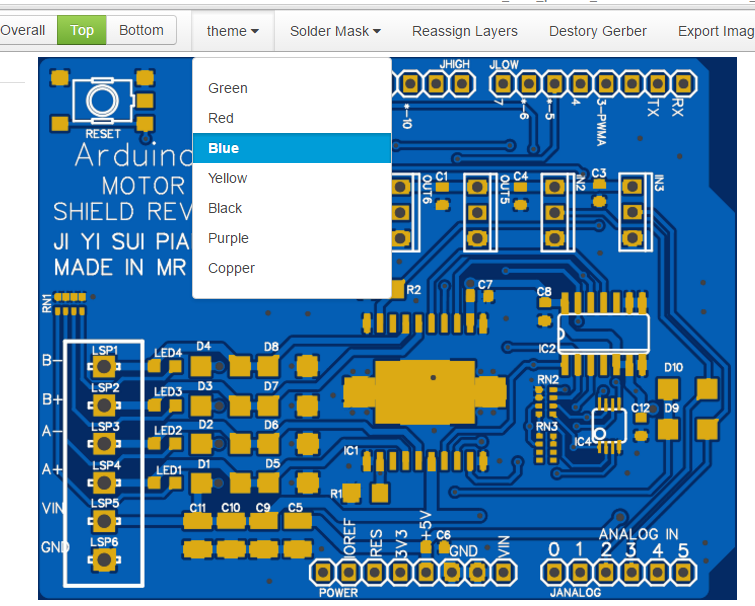 Overall Top Bottom theme Solder Mask Reassign Layers Destory Gerber Export Imag
Green
Red
Blue
Yellow
Black
Purple
Copper
JHIGH JLOW
*-10 7 *-6 *-5 4 3-PWMA TX RX
RESET
Arduino
MOTOR
SHIELD REV
JI YI SUI PIA
MADE IN MR
OUT6 C1 OUT5 C4 IN2 C3 IN3
RN1
R2 C7 C8
IC2
B- LSP1 LED4 D4 D8
B+ LSP2 LED3 D3 D7
A- LSP3 LED2 D2 D6
A+ LSP4 LED1 D1 D5
VIN LSP5 C11 C10 C9 C5
GND LSP6
RN2 D10
RN3 IC4 C12 D9
IC1
R1
IOREF RES 3V3 +5V C6 GND VIN
POWER
ANALOG IN
0 1 2 3 4 5
JANALOG